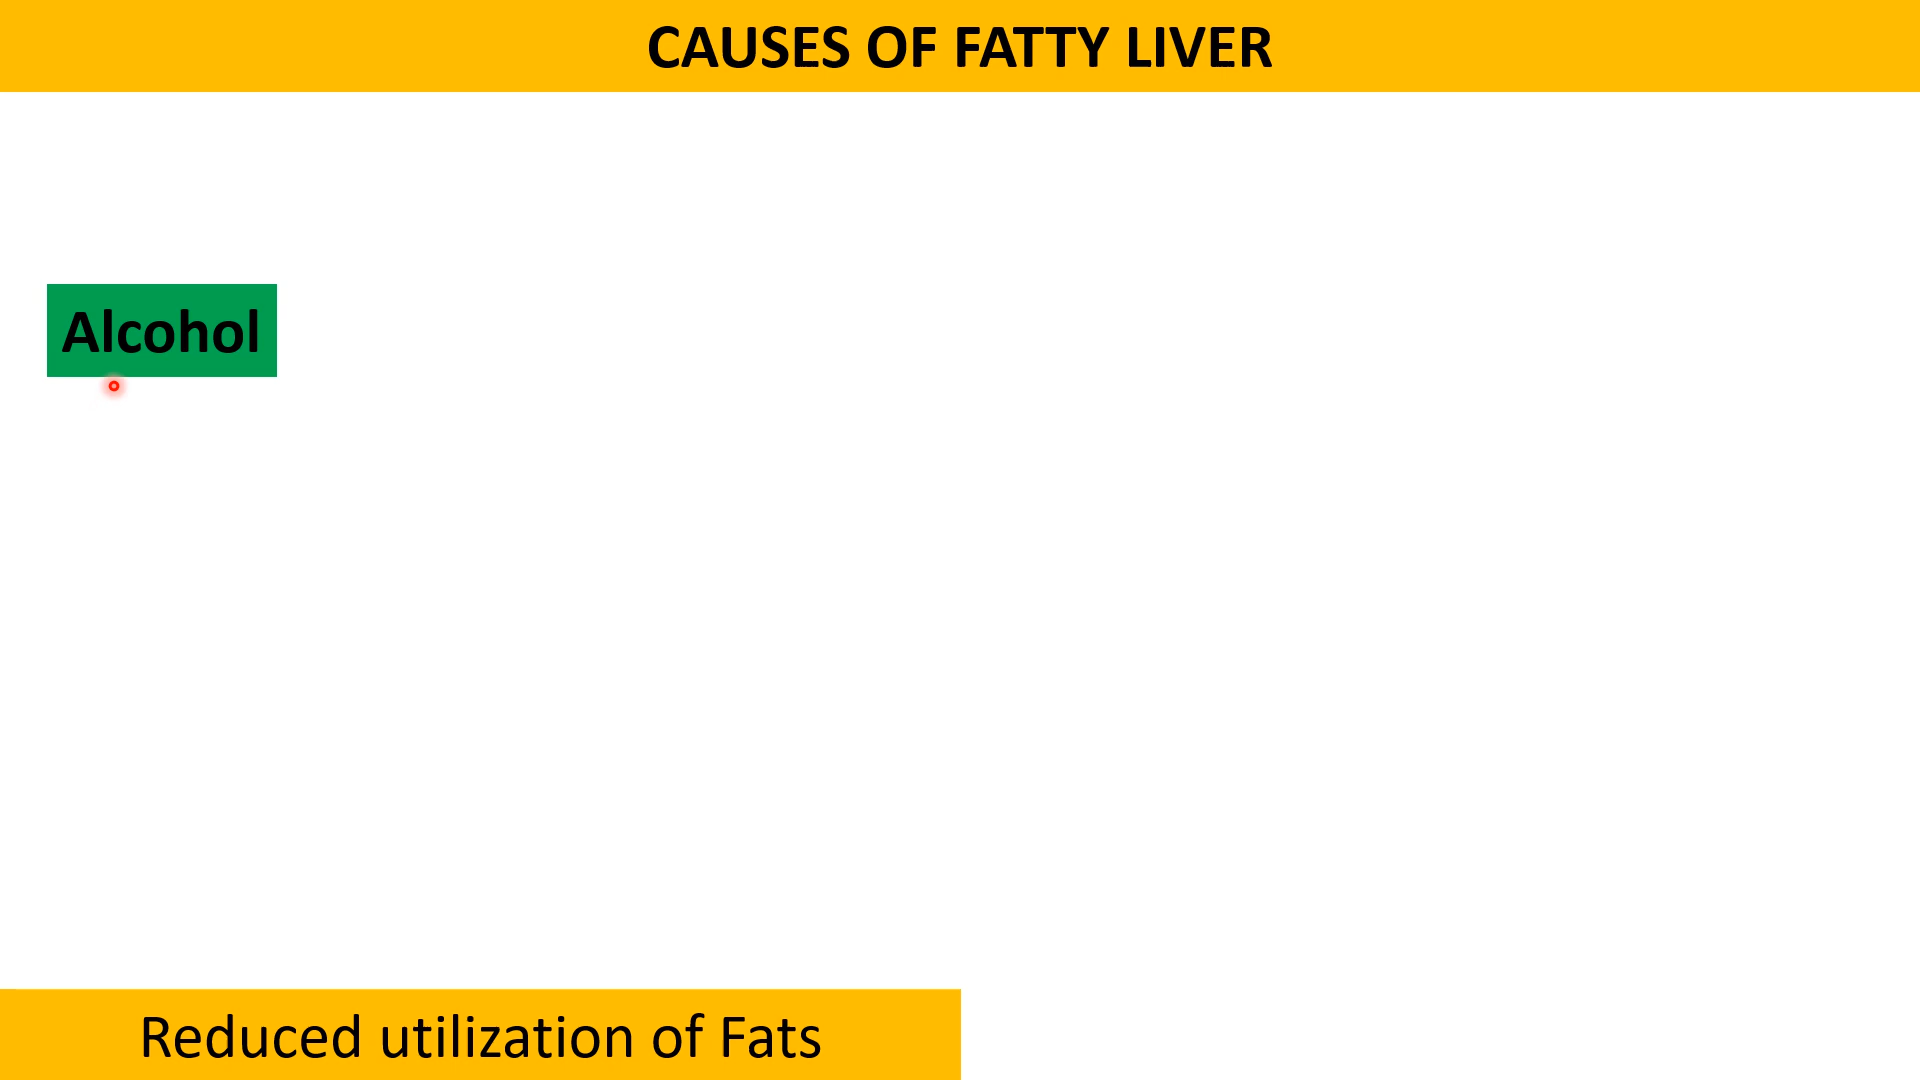 CAUSES OF FATTY LIVER
Alcohol
Reduced utilization of Fats